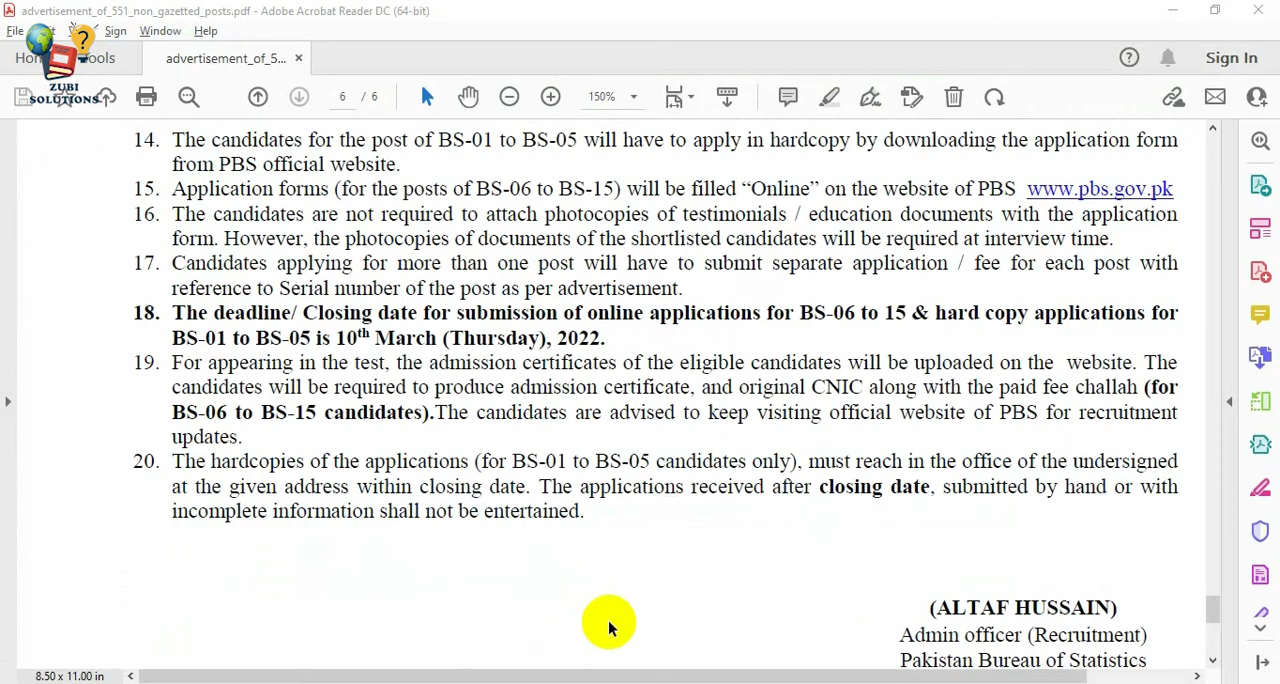 advertisement_of_551_non_gazetted_posts.pdf - Adobe Acrobat Reader DC (64-bit)
File Sign Window Help
advertisement_of_5... ×
Sign In
ZUBI
SOLUTIONS
6 / 6
150%
14. The candidates for the post of BS-01 to BS-05 will have to apply in hardcopy by downloading the application form
from PBS official website.
15. Application forms (for the posts of BS-06 to BS-15) will be filled “Online” on the website of PBS www.pbs.gov.pk
16. The candidates are not required to attach photocopies of testimonials / education documents with the application
form. However, the photocopies of documents of the shortlisted candidates will be required at interview time.
17. Candidates applying for more than one post will have to submit separate application / fee for each post with
reference to Serial number of the post as per advertisement.
18. The deadline/ Closing date for submission of online applications for BS-06 to 15 & hard copy applications for
BS-01 to BS-05 is 10th March (Thursday), 2022.
19. For appearing in the test, the admission certificates of the eligible candidates will be uploaded on the website. The
candidates will be required to produce admission certificate, and original CNIC along with the paid fee challah (for
BS-06 to BS-15 candidates).The candidates are advised to keep visiting official website of PBS for recruitment
updates.
20. The hardcopies of the applications (for BS-01 to BS-05 candidates only), must reach in the office of the undersigned
at the given address within closing date. The applications received after closing date, submitted by hand or with
incomplete information shall not be entertained.
(ALTAF HUSSAIN)
Admin officer (Recruitment)
Pakistan Bureau of Statistics
8.50 x 11.00 in